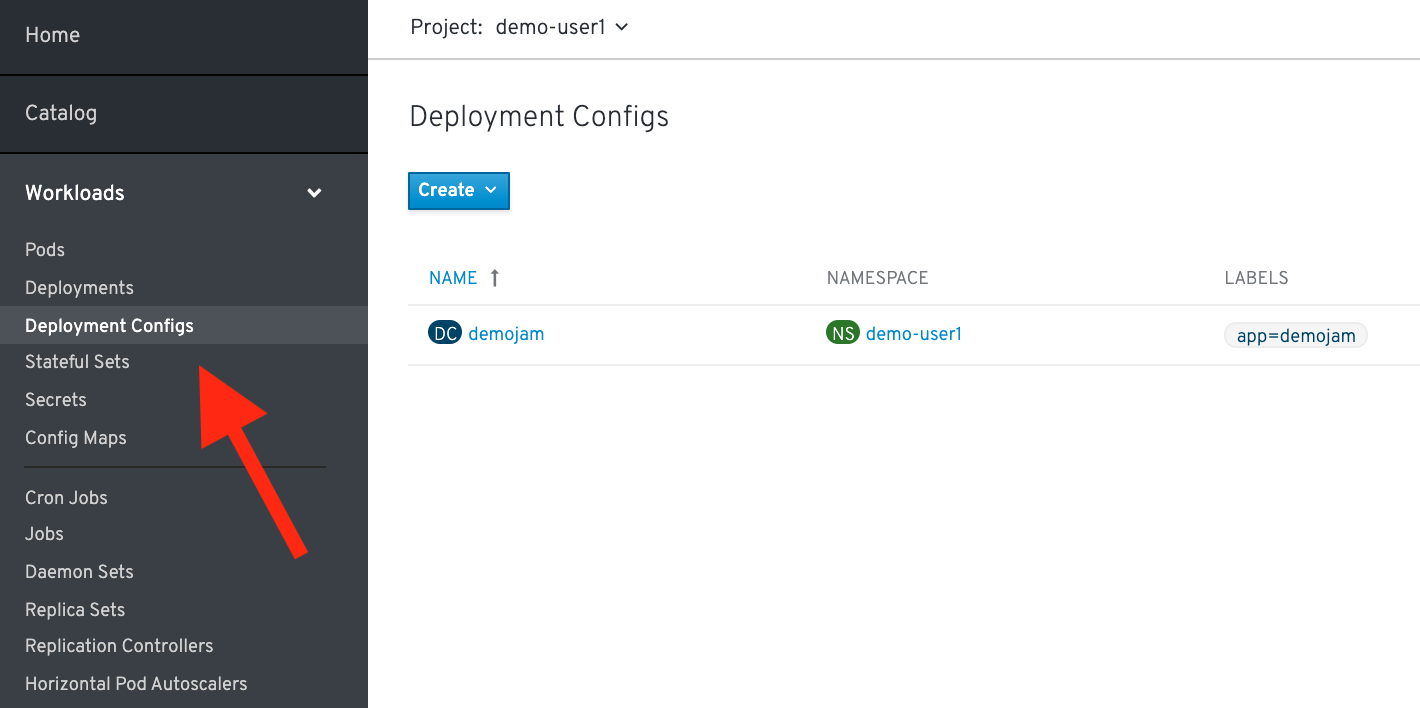 Home
Catalog
Workloads
Pods
Deployments
Deployment Configs
Stateful Sets
Secrets
Config Maps
Cron Jobs
Jobs
Daemon Sets
Replica Sets
Replication Controllers
Horizontal Pod Autoscalers
Project: demo-user1
Deployment Configs
Create
NAME NAMESPACE LABELS
DC demojam NS demo-user1 app=demojam